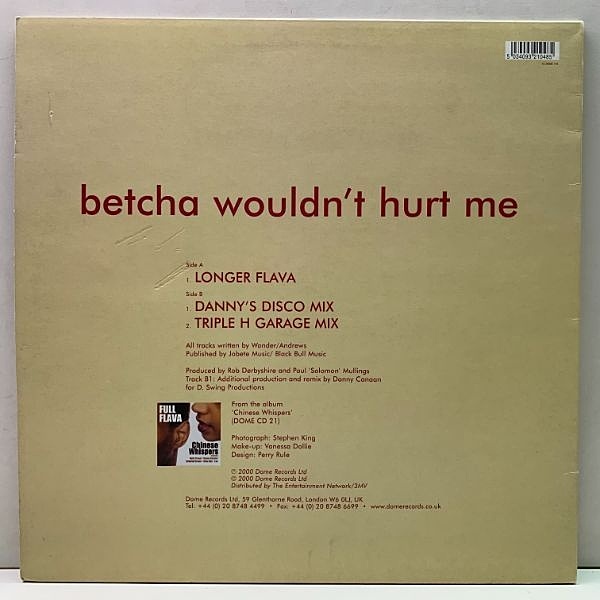 5 034093 210485
betcha wouldn't hurt me
Side A
1. LONGER FLAVA
Side B
1. DANNY'S DISCO MIX
2. TRIPLE H GARAGE MIX
All tracks written by Wonder/Andrews
Published by Jobete Music/ Black Bull Music
Produced by Rob Derbyshire and Paul 'Solomon' Mullings
Track B1: Additional production and remix by Danny Canaan
for D. Swing Productions
FULL
FLAVA
Chinese
Whispers
From the album
'Chinese Whispers'
(DOME CD 21)
Photograph: Stephen King
Make-up: Vanessa Dollie
Design: Perry Rule
℗ 2000 Dome Records Ltd
© 2000 Dome Records Ltd
Distributed by The Entertainment Network/3MV
Dome Records Ltd, 59 Glenthorne Road, London W6 0LJ, UK
Tel: +44 (0) 20 8748 4499 • Fax: +44 (0) 20 8748 6699 • www.domerecords.co.uk